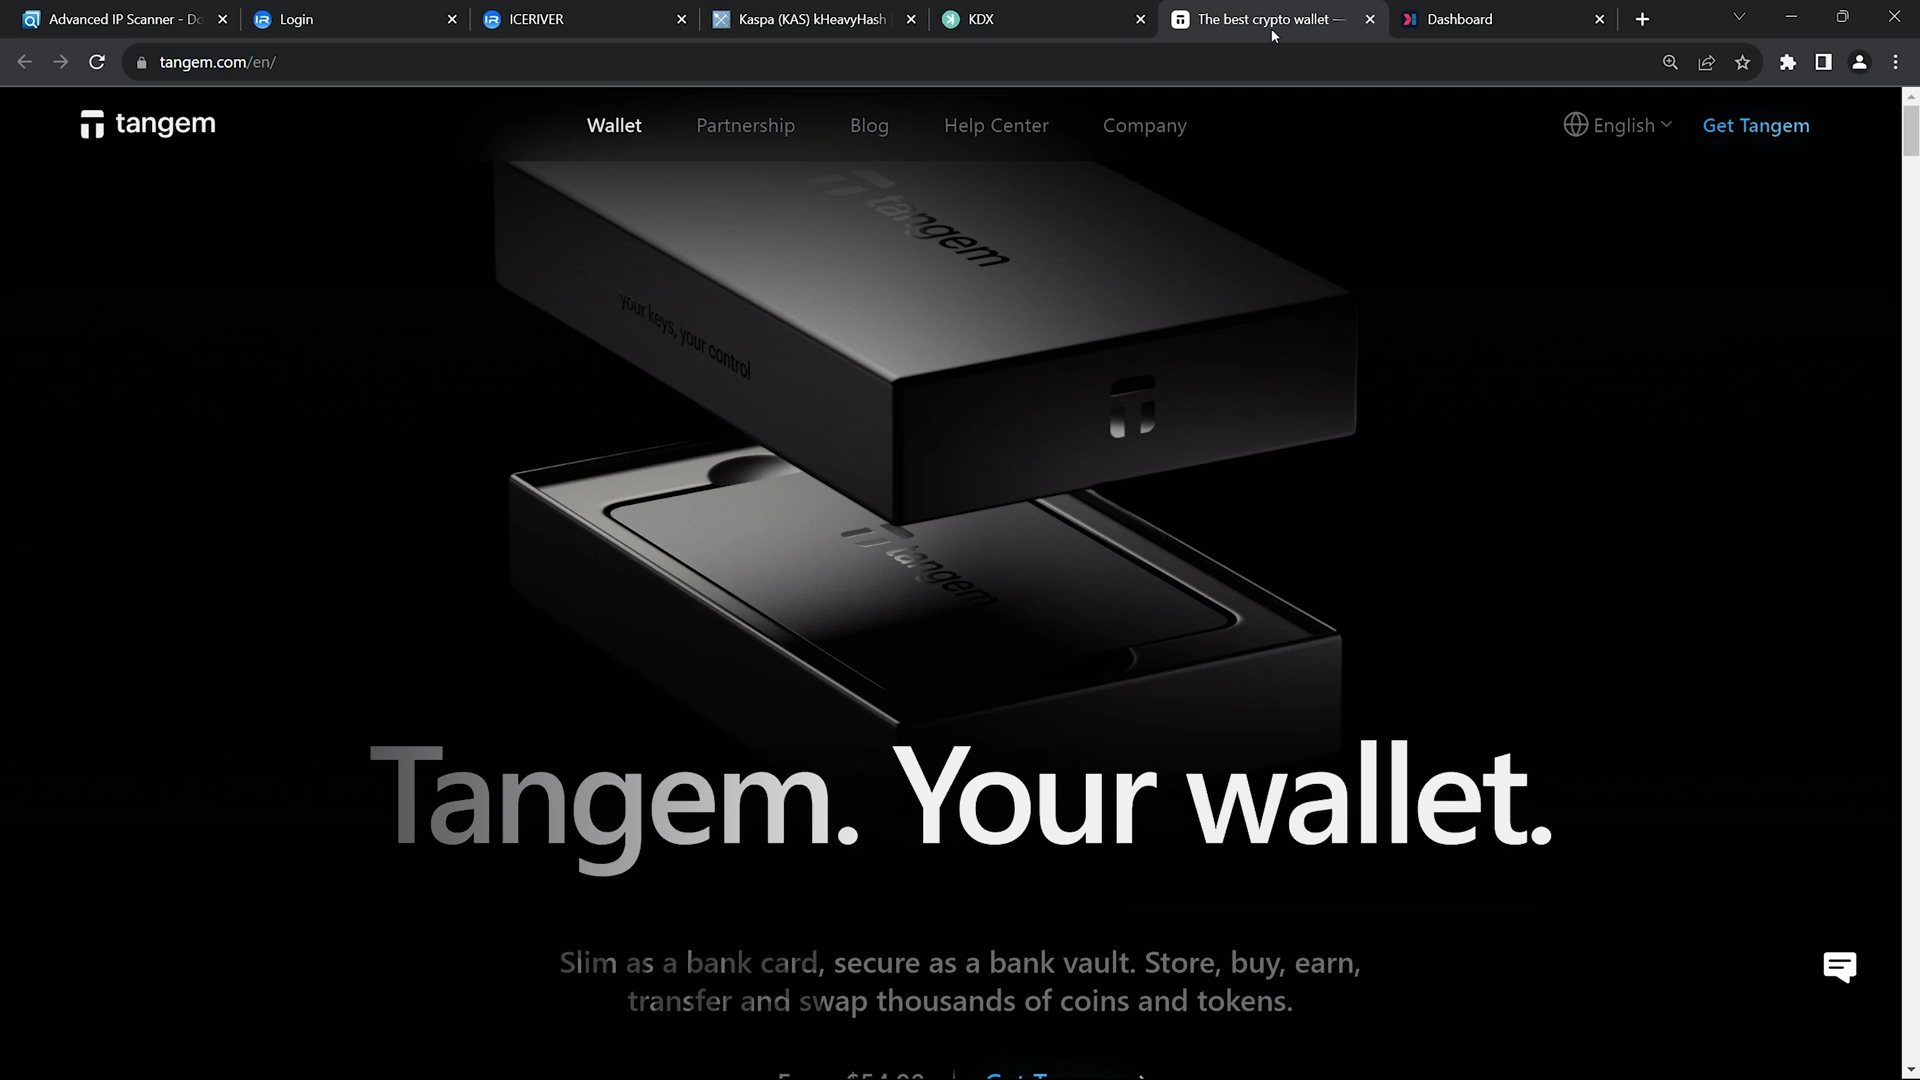 Advanced IP Scanner - Do
Login
ICERIVER
Kaspa (KAS) kHeavyHash
KDX
The best crypto wallet —
Dashboard
tangem.com/en/
tangem
Wallet
Partnership
Blog
Help Center
Company
English
Get Tangem
tangem
your keys, your control
tangem
Tangem. Your wallet.
Slim as a bank card, secure as a bank vault. Store, buy, earn,
transfer and swap thousands of coins and tokens.